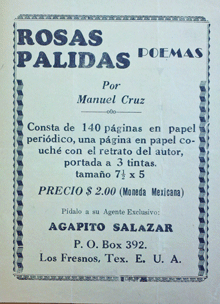 ROSAS PALIDAS
POEMAS
Por
Manuel Cruz
Consta de 140 páginas en papel
periódico, una página en papel co-
uché con el retrato del autor,
portada a 3 tintas.
tamaño 7½ x 5
PRECIO $ 2.00 (Moneda Mexicana)
Pídalo a su Agente Exclusivo:
AGAPITO SALAZAR
P. O. Box 392.
Los Fresnos, Tex. E. U. A.